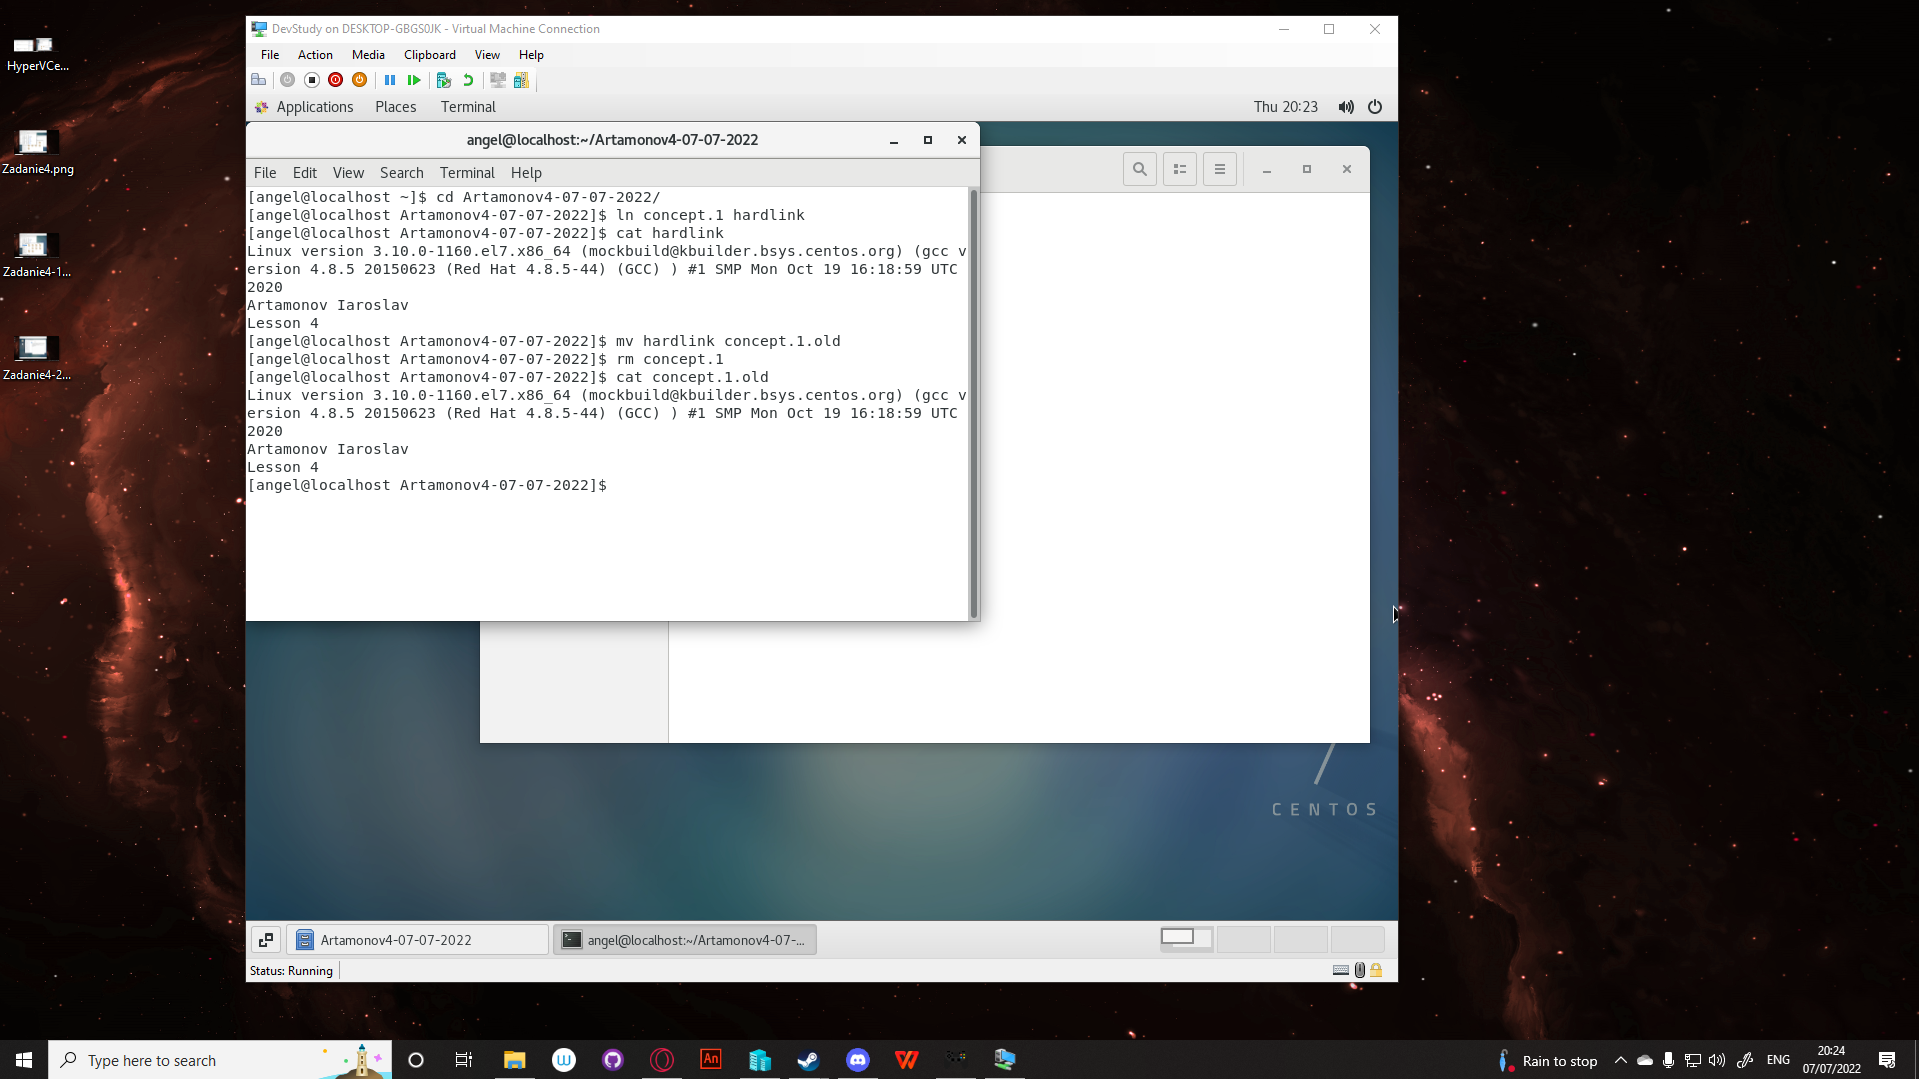 HyperVCe...
Zadanie4.png
Zadanie4-1...
Zadanie4-2...
DevStudy on DESKTOP-GBGS0JK - Virtual Machine Connection
File Action Media Clipboard View Help
Applications Places Terminal Thu 20:23
angel@localhost:~/Artamonov4-07-07-2022
File Edit View Search Terminal Help
[angel@localhost ~]$ cd Artamonov4-07-07-2022/
[angel@localhost Artamonov4-07-07-2022]$ ln concept.1 hardlink
[angel@localhost Artamonov4-07-07-2022]$ cat hardlink
Linux version 3.10.0-1160.el7.x86_64 (mockbuild@kbuilder.bsys.centos.org) (gcc v
ersion 4.8.5 20150623 (Red Hat 4.8.5-44) (GCC) ) #1 SMP Mon Oct 19 16:18:59 UTC
2020
Artamonov Iaroslav
Lesson 4
[angel@localhost Artamonov4-07-07-2022]$ mv hardlink concept.1.old
[angel@localhost Artamonov4-07-07-2022]$ rm concept.1
[angel@localhost Artamonov4-07-07-2022]$ cat concept.1.old
Linux version 3.10.0-1160.el7.x86_64 (mockbuild@kbuilder.bsys.centos.org) (gcc v
ersion 4.8.5 20150623 (Red Hat 4.8.5-44) (GCC) ) #1 SMP Mon Oct 19 16:18:59 UTC
2020
Artamonov Iaroslav
Lesson 4
[angel@localhost Artamonov4-07-07-2022]$
CENTOS
Artamonov4-07-07-2022
angel@localhost:~/Artamonov4-07-...
Status: Running
Type here to search
An
Rain to stop
ENG
20:24
07/07/2022